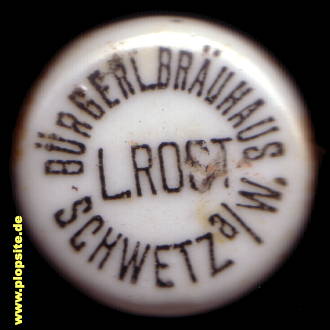 BÜRGERL.BRÄUHAUS
L.ROST
SCHWETZ a/W.
© www.plopsite.de